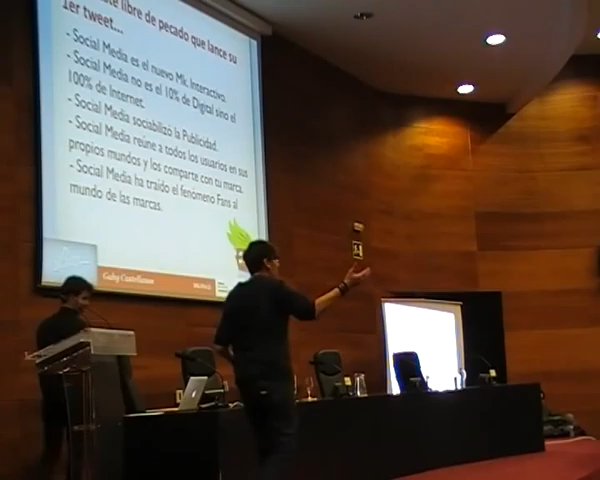 libre de pecado que lance su
1er tweet...
- Social Media es el nuevo Mk. Interactivo.
- Social Media no es el 10% de Digital sino el
100% de Internet.
- Social Media sociabilizó la Publicidad.
- Social Media reúne a todos los usuarios en sus
propios mundos y los comparte con tu marca.
- Social Media ha traído el fenómeno Fans al
mundo de las marcas.
Gaby Castellanos